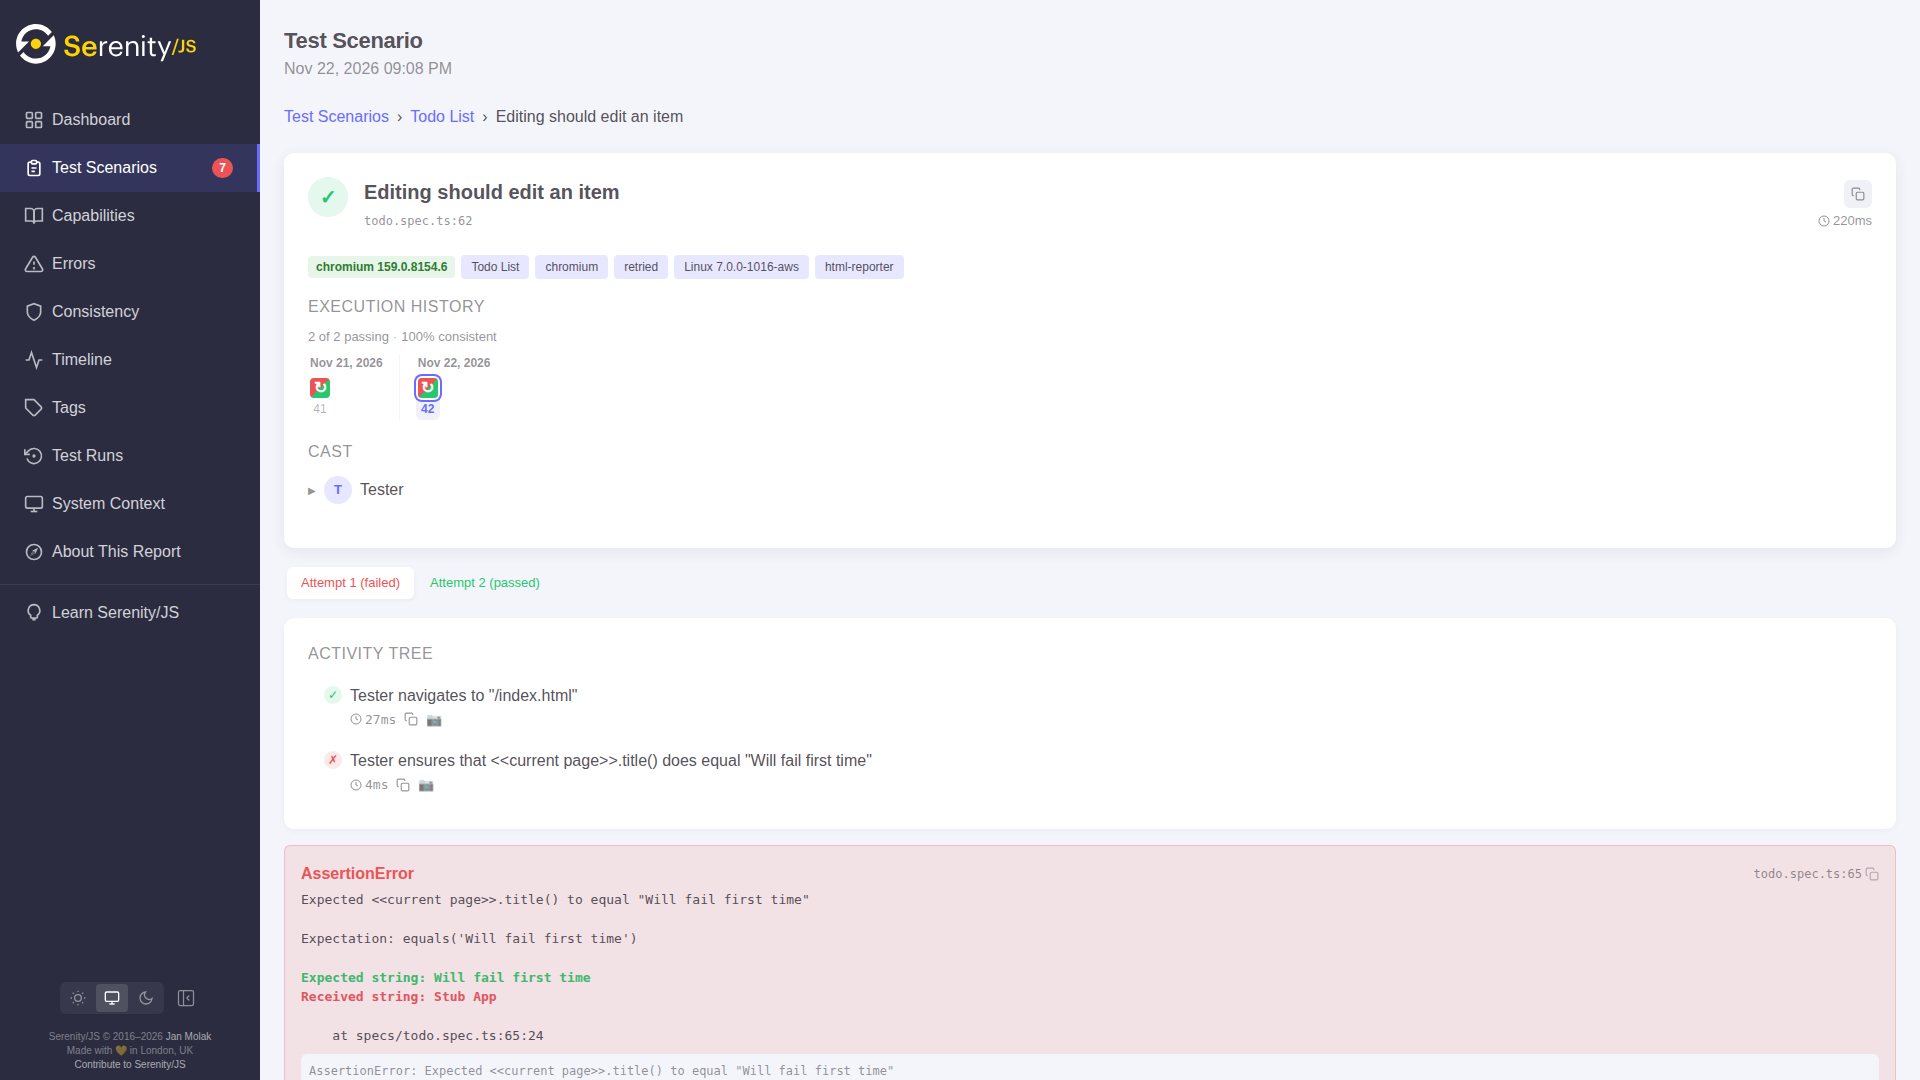 Serenity/JS
Dashboard
Test Scenarios 7
Capabilities
Errors
Consistency
Timeline
Tags
Test Runs
System Context
About This Report
Learn Serenity/JS
Serenity/JS © 2016–2026 Jan Molak
Made with 🤎 in London, UK
Contribute to Serenity/JS
Test Scenario
Nov 22, 2026 09:08 PM
Test Scenarios › Todo List › Editing should edit an item
✓ Editing should edit an item
todo.spec.ts:62
220ms
chromium 159.0.8154.6 Todo List chromium retried Linux 7.0.0-1016-aws html-reporter
EXECUTION HISTORY
2 of 2 passing · 100% consistent
Nov 21, 2026 Nov 22, 2026
↻ ↻
41 42
CAST
▶ T Tester
Attempt 1 (failed) Attempt 2 (passed)
ACTIVITY TREE
✓ Tester navigates to "/index.html"
27ms
✗ Tester ensures that <<current page>>.title() does equal "Will fail first time"
4ms
AssertionError todo.spec.ts:65
Expected <<current page>>.title() to equal "Will fail first time"
Expectation: equals('Will fail first time')
Expected string: Will fail first time
Received string: Stub App
at specs/todo.spec.ts:65:24
AssertionError: Expected <<current page>>.title() to equal "Will fail first time"